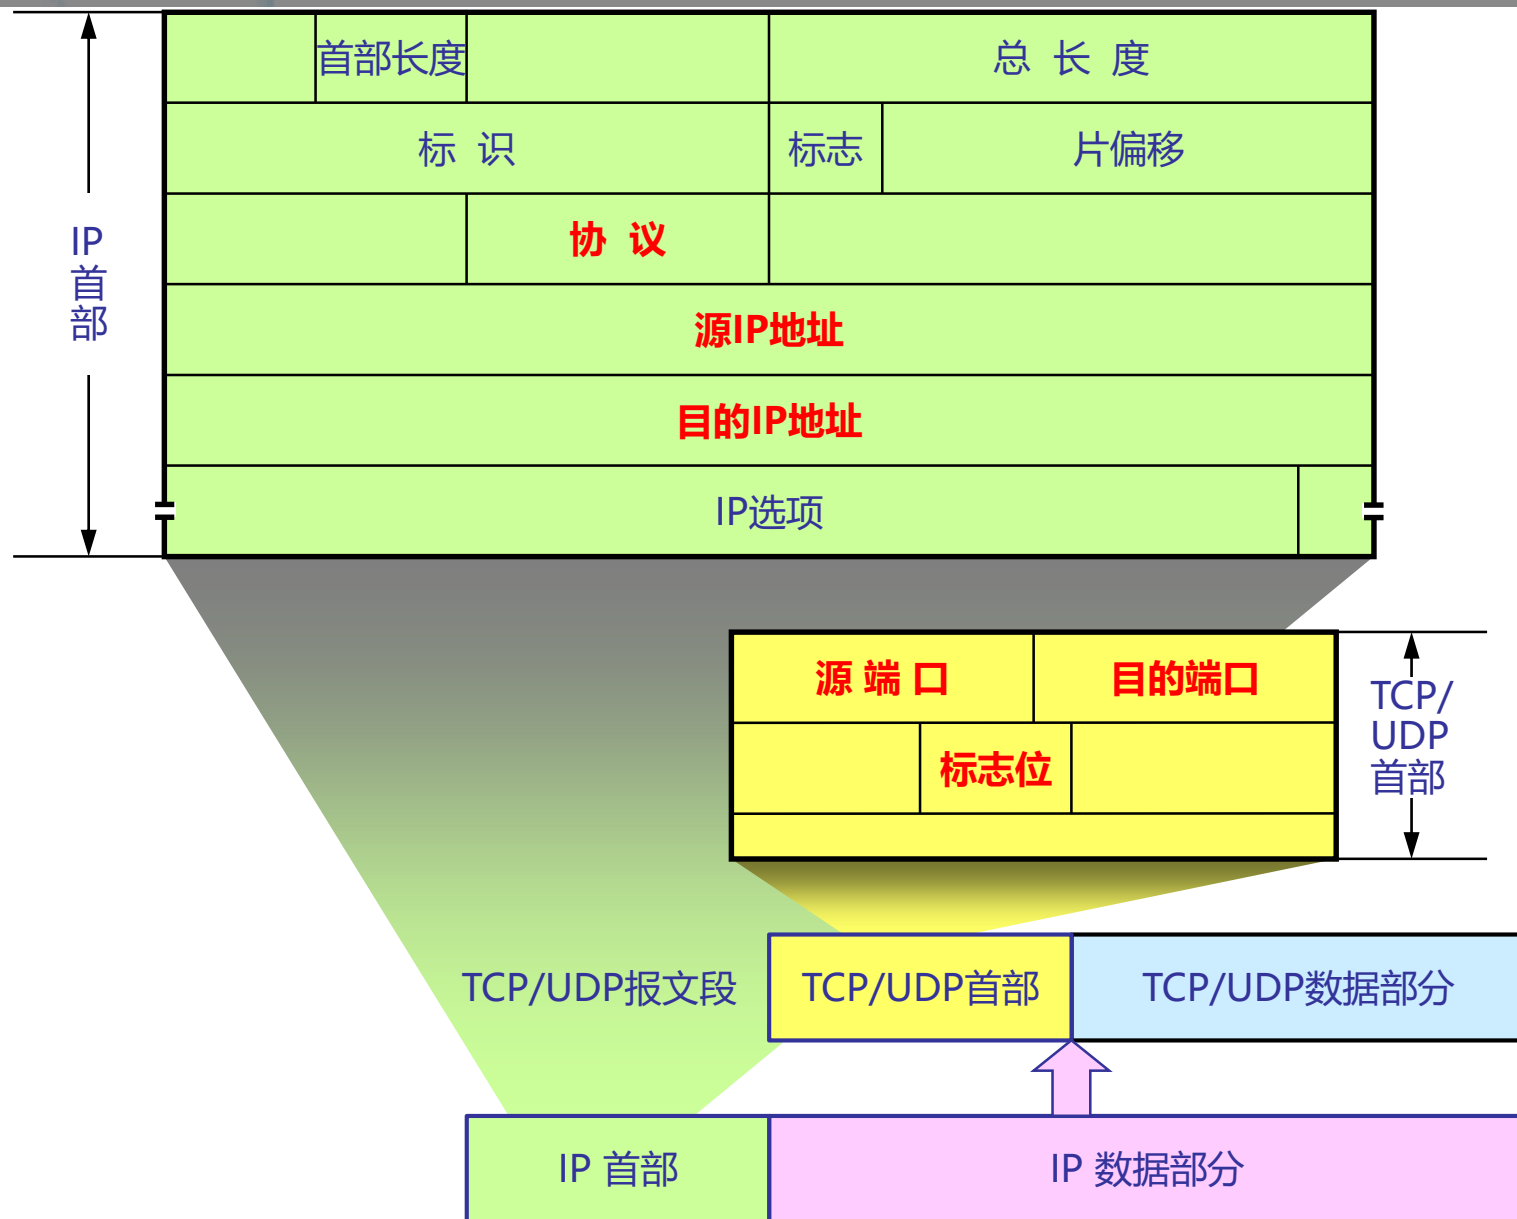 首部长度
总 长 度
标 识
标志
片偏移
IP
首
部
协 议
源IP地址
目的IP地址
IP选项
源 端 口
目的端口
TCP/
UDP
首部
标志位
TCP/UDP报文段
TCP/UDP首部
TCP/UDP数据部分
IP 首部
IP 数据部分